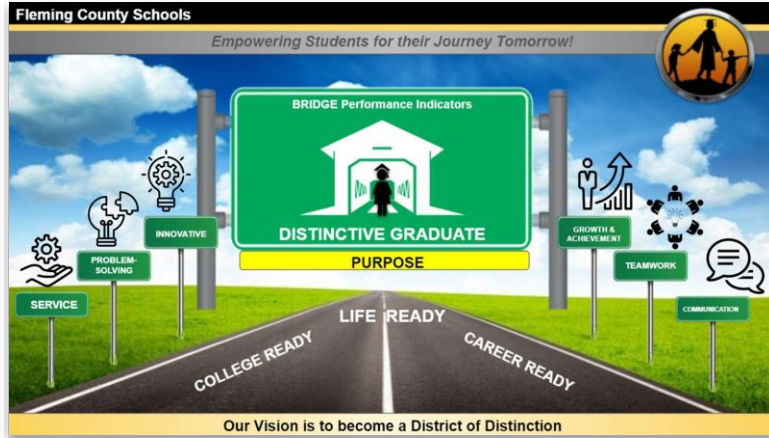 Fleming County Schools
Empowering Students for their Journey Tomorrow!
BRIDGE Performance Indicators
DISTINCTIVE GRADUATE
PURPOSE
INNOVATIVE
PROBLEM-
SOLVING
SERVICE
GROWTH &
ACHIEVEMENT
TEAMWORK
COMMUNICATION
LIFE READY
COLLEGE READY
CAREER READY
Our Vision is to become a District of Distinction